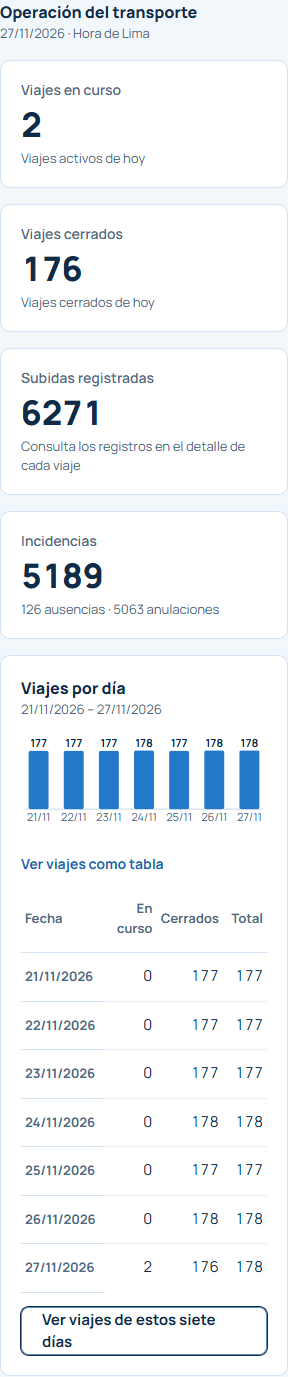 Operación del transporte
27/11/2026 · Hora de Lima
Viajes en curso
2
Viajes activos de hoy
Viajes cerrados
176
Viajes cerrados de hoy
Subidas registradas
6271
Consulta los registros en el detalle de
cada viaje
Incidencias
5189
126 ausencias · 5063 anulaciones
Viajes por día
21/11/2026 – 27/11/2026
177 177 177 178 177 178 178
21/11 22/11 23/11 24/11 25/11 26/11 27/11
Ver viajes como tabla
Fecha En curso Cerrados Total
21/11/2026 0 177 177
22/11/2026 0 177 177
23/11/2026 0 177 177
24/11/2026 0 178 178
25/11/2026 0 177 177
26/11/2026 0 178 178
27/11/2026 2 176 178
Ver viajes de estos siete
días